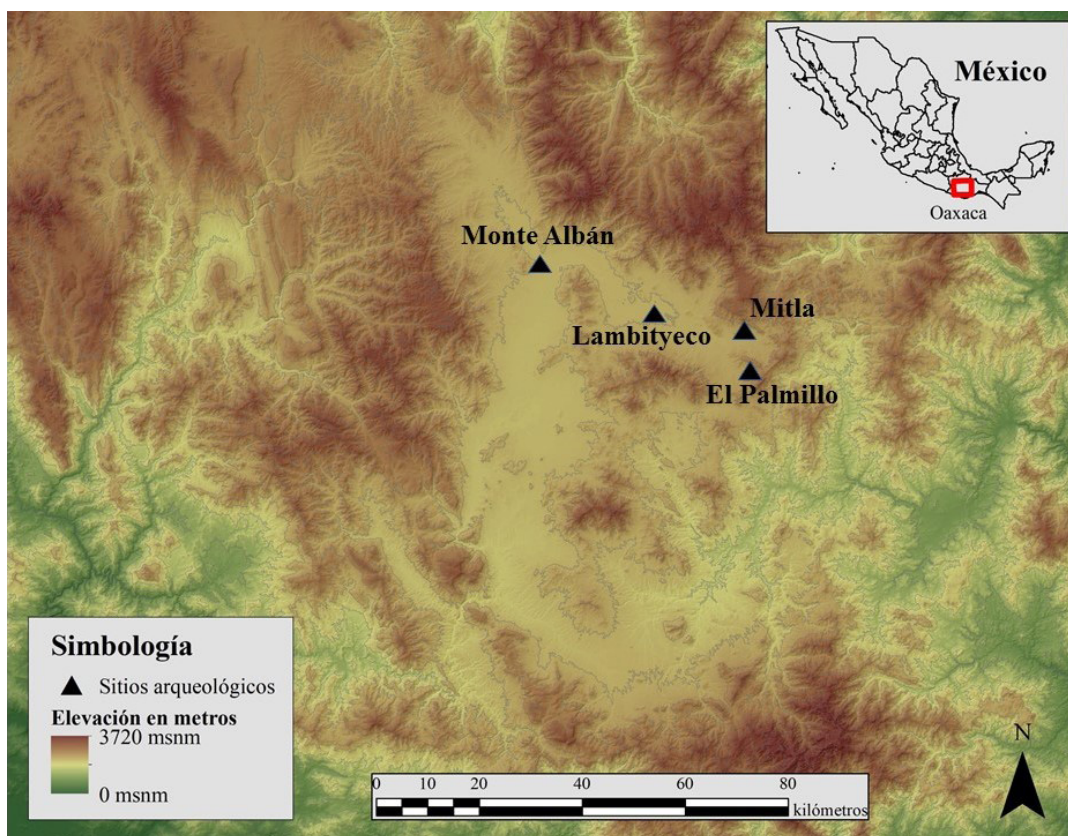 México
Oaxaca
Monte Albán
Mitla
Lambityeco
El Palmillo
Simbología
Sitios arqueológicos
Elevación en metros
3720 msnm
0 msnm
N
0 10 20 40 60 80
kilómetros